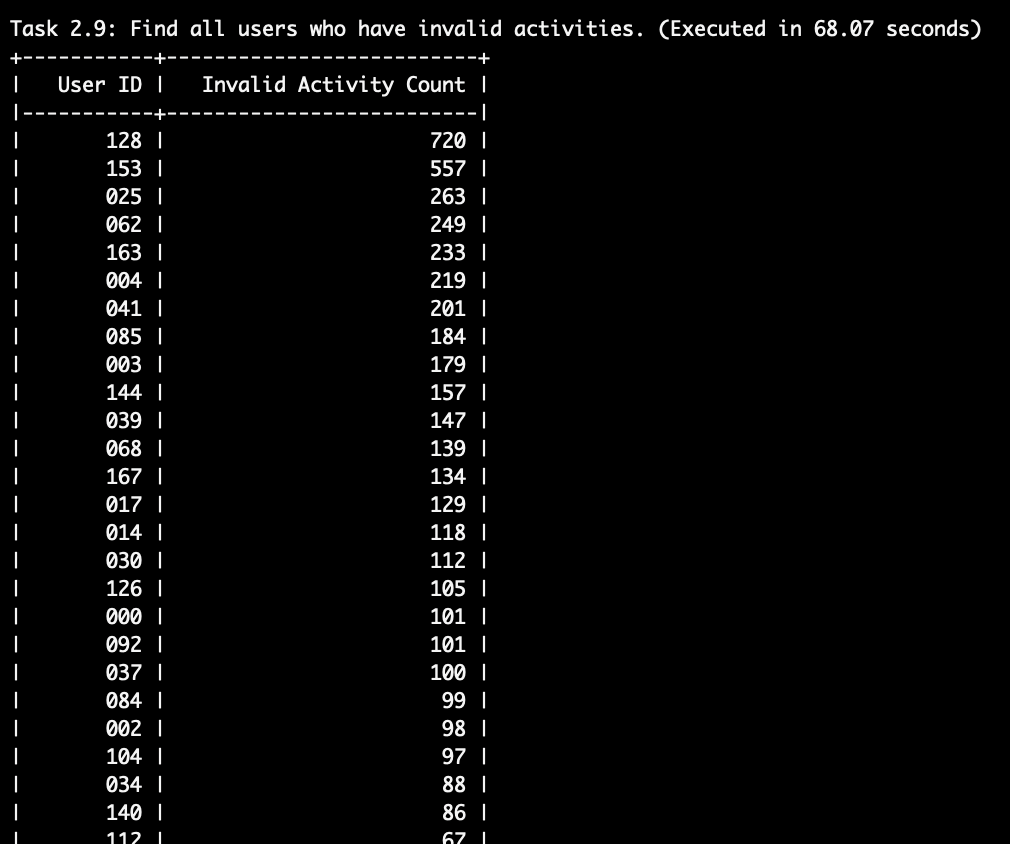 Task 2.9: Find all users who have invalid activities. (Executed in 68.07 seconds)
+-----------+--------------------------+
|   User ID |   Invalid Activity Count |
|-----------+--------------------------|
|       128 |                      720 |
|       153 |                      557 |
|       025 |                      263 |
|       062 |                      249 |
|       163 |                      233 |
|       004 |                      219 |
|       041 |                      201 |
|       085 |                      184 |
|       003 |                      179 |
|       144 |                      157 |
|       039 |                      147 |
|       068 |                      139 |
|       167 |                      134 |
|       017 |                      129 |
|       014 |                      118 |
|       030 |                      112 |
|       126 |                      105 |
|       000 |                      101 |
|       092 |                      101 |
|       037 |                      100 |
|       084 |                       99 |
|       002 |                       98 |
|       104 |                       97 |
|       034 |                       88 |
|       140 |                       86 |
|       112 |                       67 |